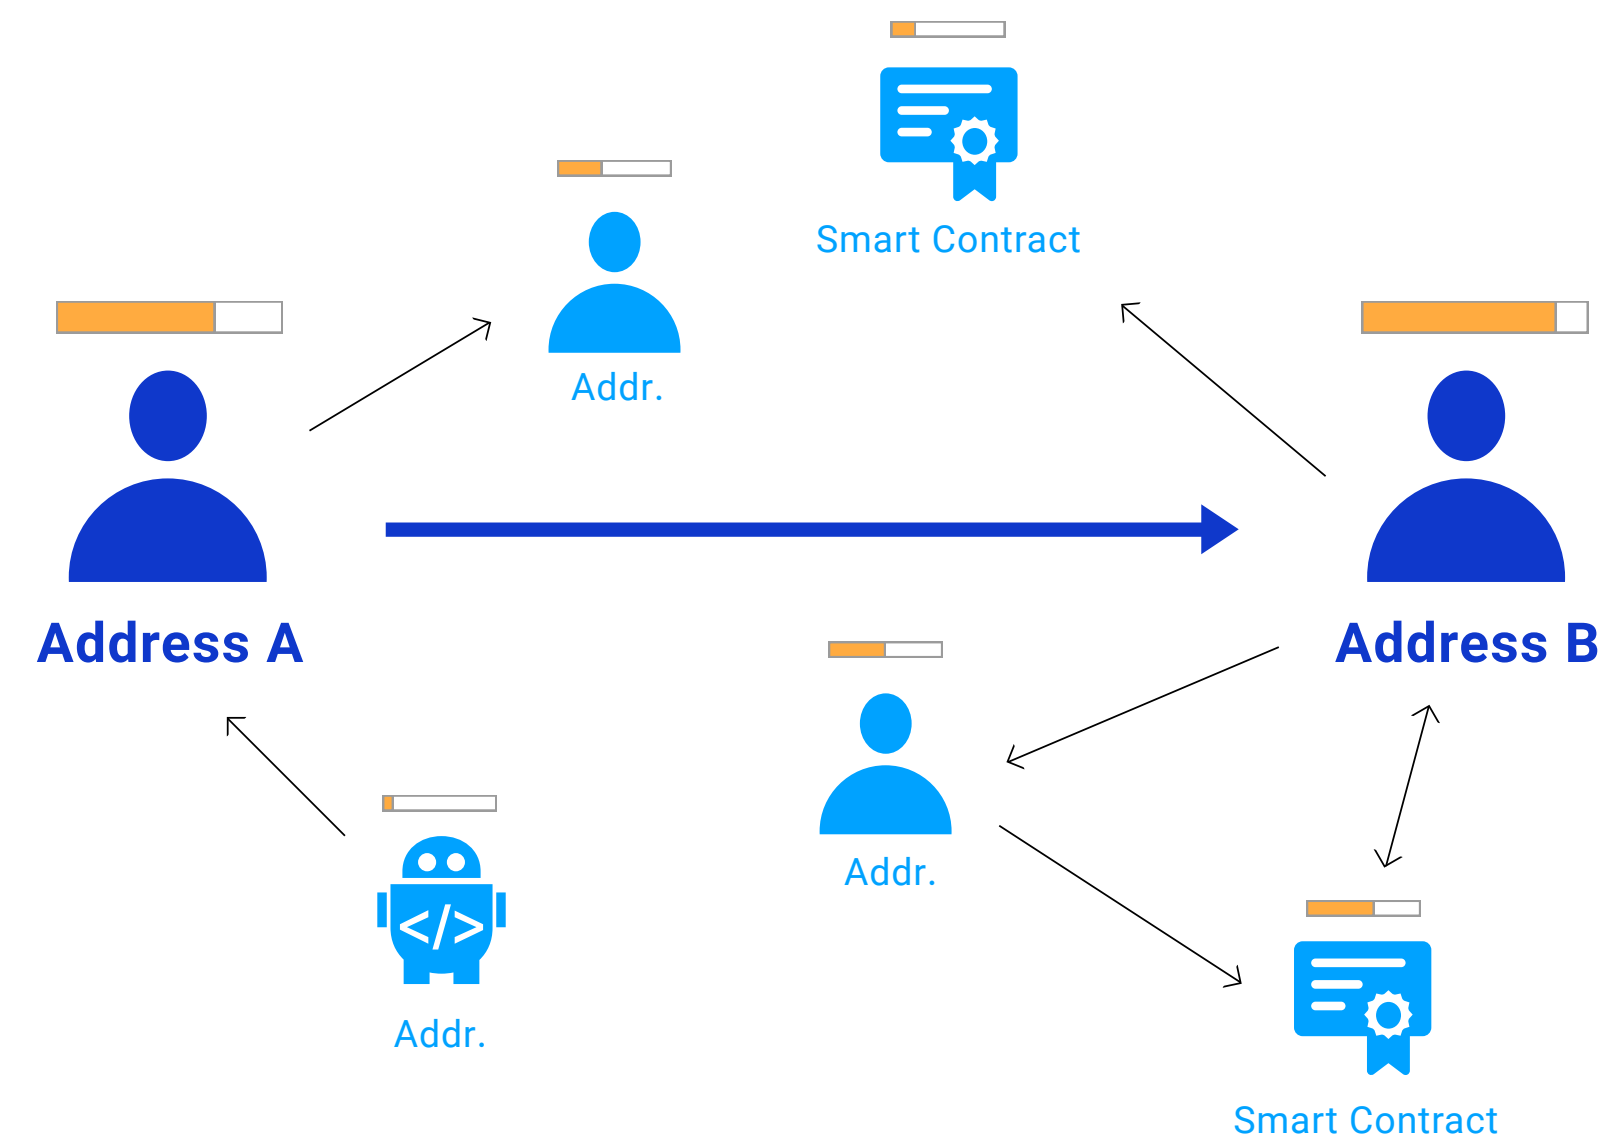 Smart Contract
Addr.
Address A
Address B
Addr.
</>
Addr.
Smart Contract